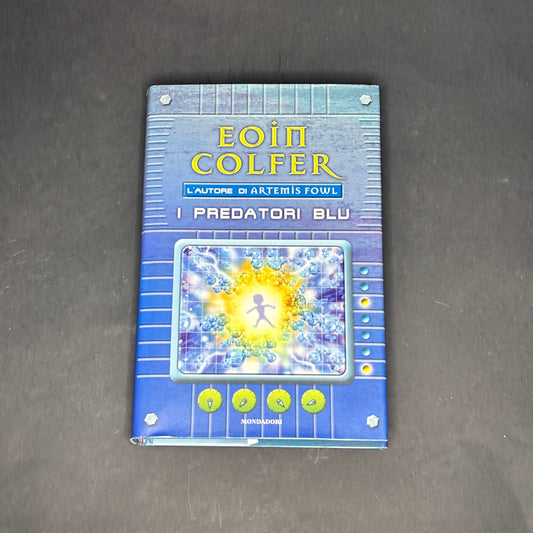 EOIN
COLFER
L'AUTORE DI ARTEMIS FOWL
I PREDATORI BLU
MONDADORI